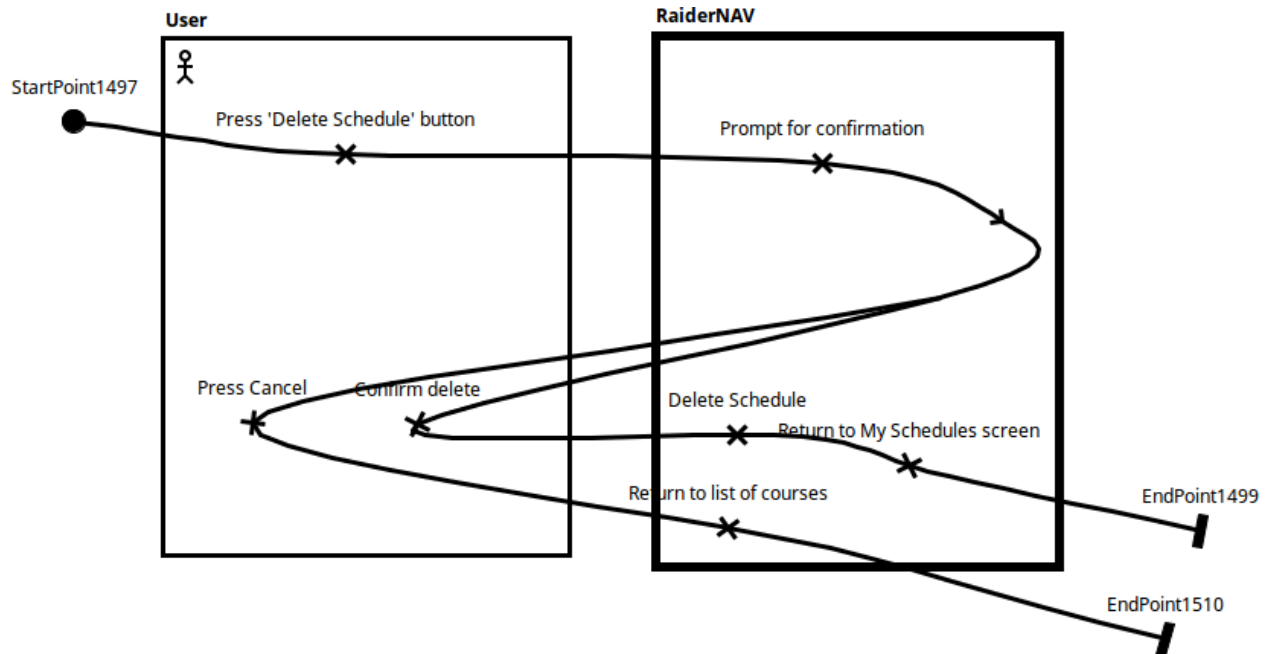 User
RaiderNAV
StartPoint1497
Press 'Delete Schedule' button
Prompt for confirmation
Press Cancel
Confirm delete
Delete Schedule
Return to My Schedules screen
Return to list of courses
EndPoint1499
EndPoint1510